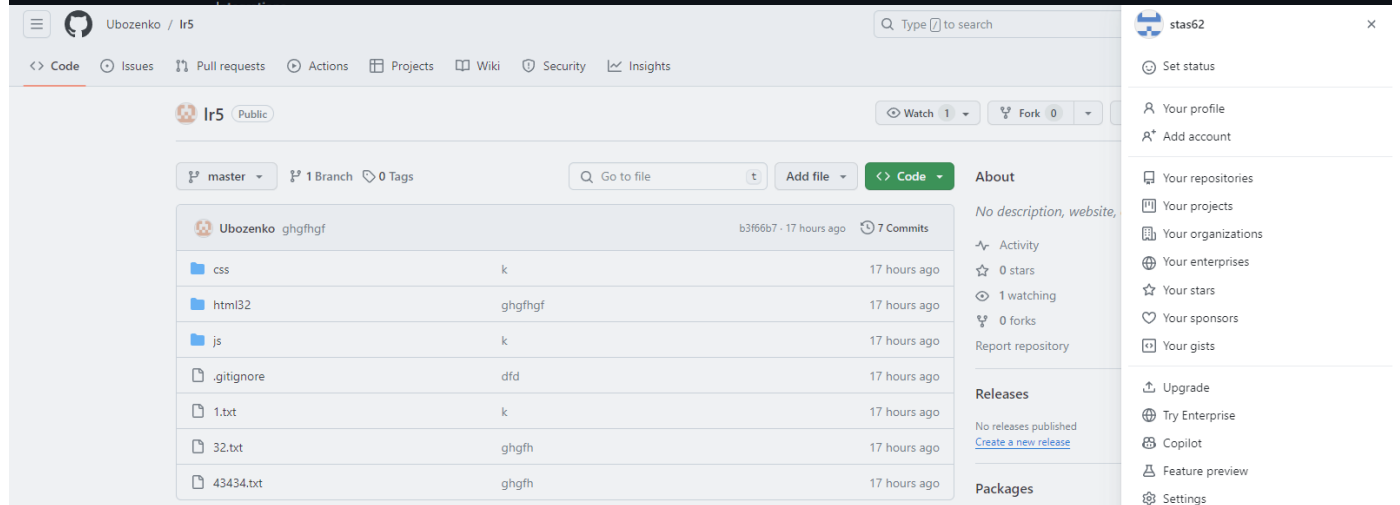 Ubozenko / lr5
Type / to search
stas62
Code
Issues
Pull requests
Actions
Projects
Wiki
Security
Insights
Set status
Your profile
Add account
Your repositories
Your projects
Your organizations
Your enterprises
Your stars
Your sponsors
Your gists
Upgrade
Try Enterprise
Copilot
Feature preview
Settings
lr5 Public
Watch 1
Fork 0
master
1 Branch
0 Tags
Go to file t
Add file
Code
Ubozenko ghgfhgf b3f66b7 · 17 hours ago 7 Commits
css k 17 hours ago
html32 ghgfhgf 17 hours ago
js k 17 hours ago
.gitignore dfd 17 hours ago
1.txt k 17 hours ago
32.txt ghgfh 17 hours ago
43434.txt ghgfh 17 hours ago
About
No description, website,
Activity
0 stars
1 watching
0 forks
Report repository
Releases
No releases published
Create a new release
Packages